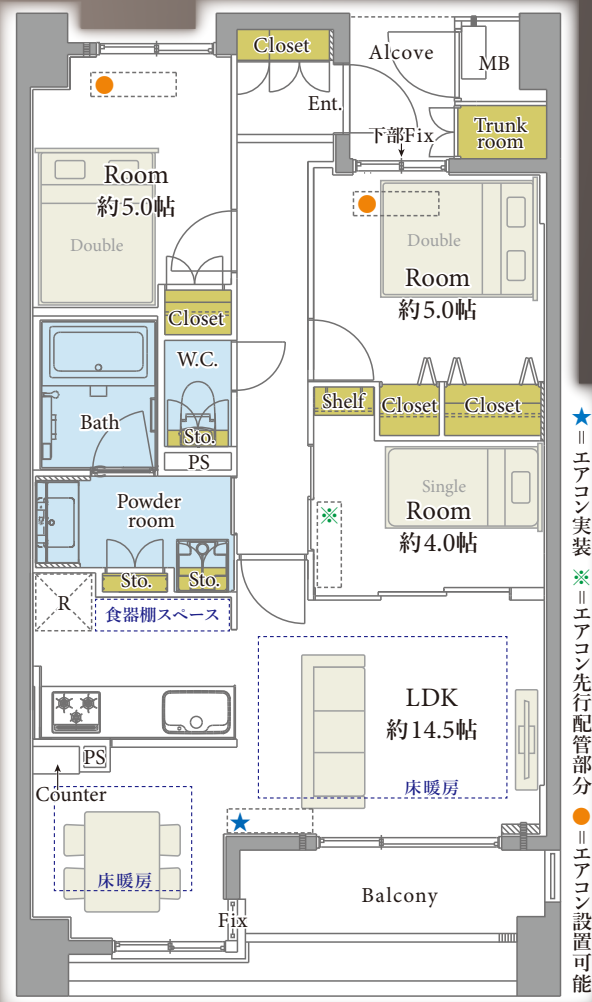 Closet
Alcove
MB
Ent.
下部Fix
Trunk
room
Room
約5.0帖
Double
Double
Room
約5.0帖
Closet
W.C.
Bath
Sto.
PS
Shelf
Closet
Closet
Single
Room
約4.0帖
※
Powder
room
Sto.
Sto.
R
食器棚スペース
LDK
約14.5帖
床暖房
PS
Counter
★
床暖房
Fix
Balcony
★=エアコン実装 ※=エアコン先行配管部分 ●=エアコン設置可能